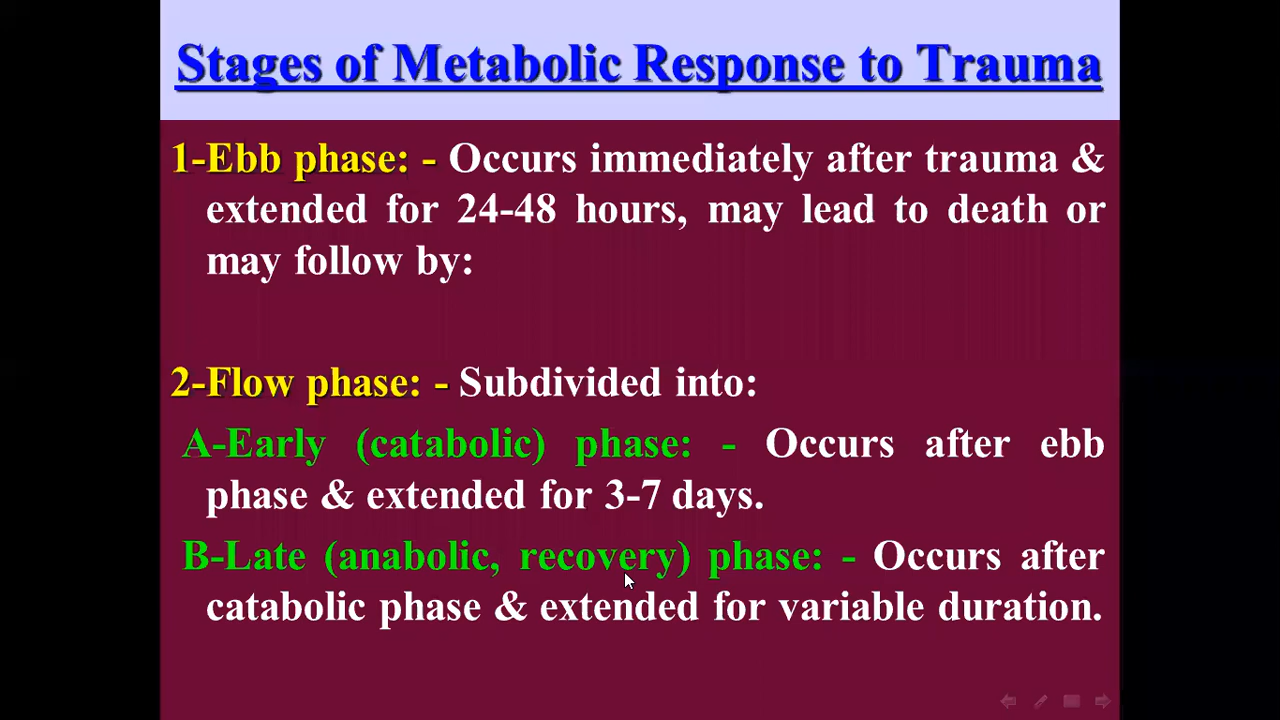 Stages of Metabolic Response to Trauma
1-Ebb phase: - Occurs immediately after trauma &
extended for 24-48 hours, may lead to death or
may follow by:
2-Flow phase: - Subdivided into:
A-Early (catabolic) phase: - Occurs after ebb
phase & extended for 3-7 days.
B-Late (anabolic, recovery) phase: - Occurs after
catabolic phase & extended for variable duration.